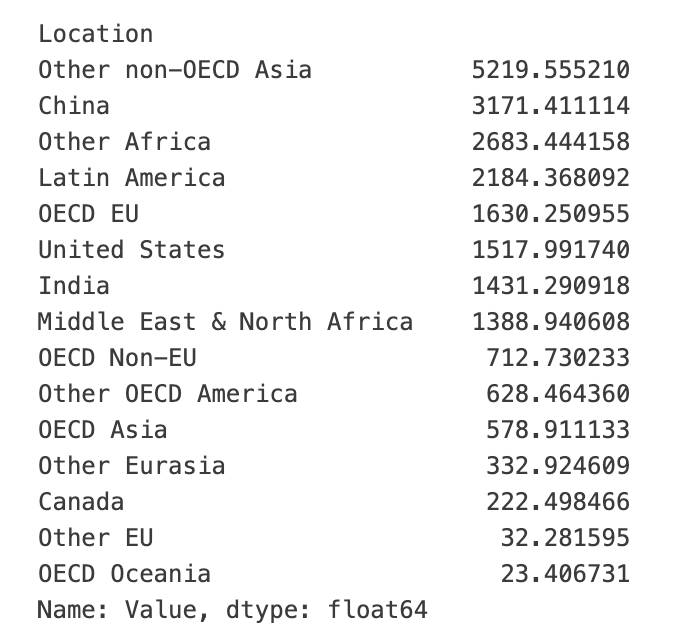 Location
Other non-OECD Asia 5219.555210
China 3171.411114
Other Africa 2683.444158
Latin America 2184.368092
OECD EU 1630.250955
United States 1517.991740
India 1431.290918
Middle East & North Africa 1388.940608
OECD Non-EU 712.730233
Other OECD America 628.464360
OECD Asia 578.911133
Other Eurasia 332.924609
Canada 222.498466
Other EU 32.281595
OECD Oceania 23.406731
Name: Value, dtype: float64